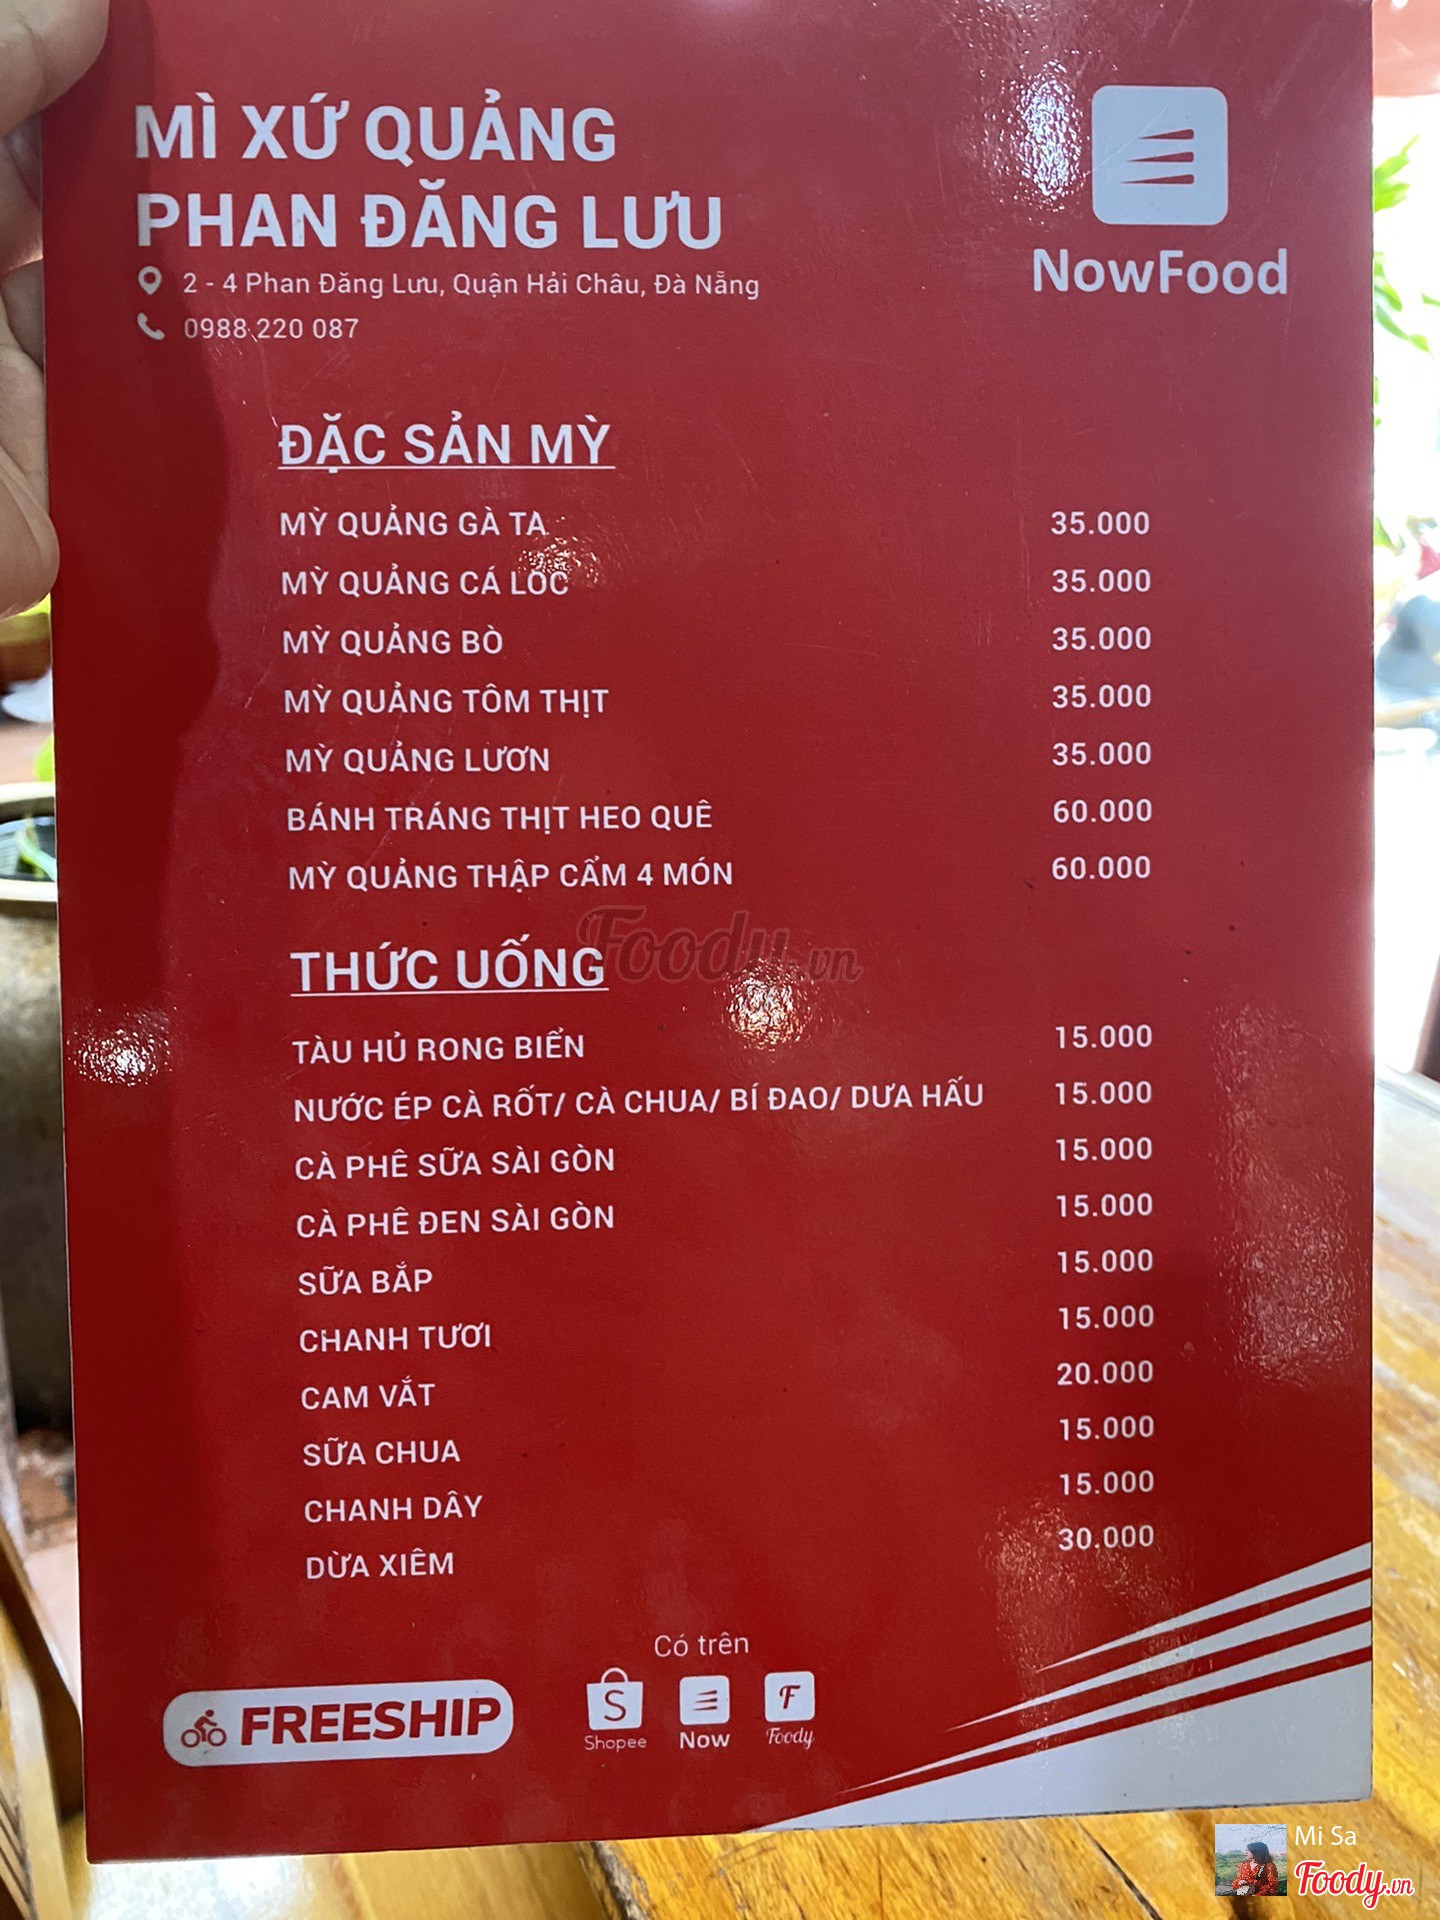 MÌ XỨ QUẢNG
PHAN ĐĂNG LƯU
2 - 4 Phan Đăng Lưu, Quận Hải Châu, Đà Nẵng
0988 220 087
NowFood
ĐẶC SẢN MỲ
MỲ QUẢNG GÀ TA 35.000
MỲ QUẢNG CÁ LÓC 35.000
MỲ QUẢNG BÒ 35.000
MỲ QUẢNG TÔM THỊT 35.000
MỲ QUẢNG LƯƠN 35.000
BÁNH TRÁNG THỊT HEO QUÊ 60.000
MỲ QUẢNG THẬP CẨM 4 MÓN 60.000
Foody.vn
THỨC UỐNG
TÀU HỦ RONG BIỂN 15.000
NƯỚC ÉP CÀ RỐT/ CÀ CHUA/ BÍ ĐAO/ DƯA HẤU 15.000
CÀ PHÊ SỮA SÀI GÒN 15.000
CÀ PHÊ ĐEN SÀI GÒN 15.000
SỮA BẮP 15.000
CHANH TƯƠI 15.000
CAM VẮT 20.000
SỮA CHUA 15.000
CHANH DÂY 15.000
DỪA XIÊM 30.000
Có trên
FREESHIP
S F
Shopee Now Foody
Mi Sa
Foody.vn